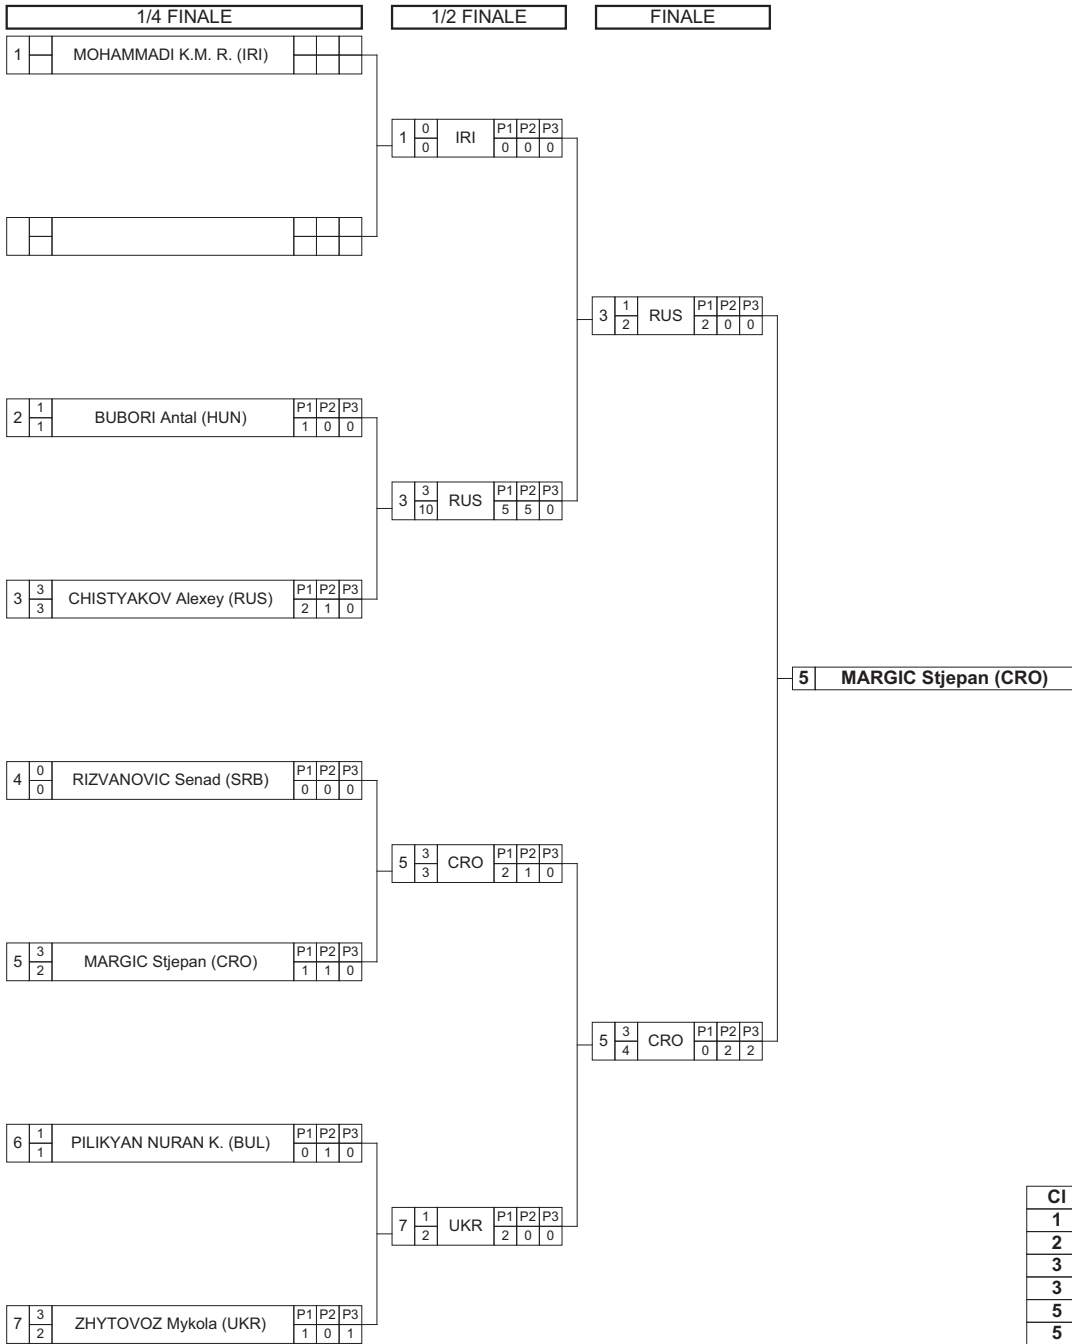 1/4 FINALE
1/2 FINALE
FINALE
1 MOHAMMADI K.M. R. (IRI)
1 0 0 IRI P1 P2 P3 0 0 0
3 1 2 RUS P1 P2 P3 2 0 0
2 1 1 BUBORI Antal (HUN) P1 P2 P3 1 0 0
3 3 10 RUS P1 P2 P3 5 5 0
3 3 3 CHISTYAKOV Alexey (RUS) P1 P2 P3 2 1 0
5 MARGIC Stjepan (CRO)
4 0 0 RIZVANOVIC Senad (SRB) P1 P2 P3 0 0 0
5 3 3 CRO P1 P2 P3 2 1 0
5 3 2 MARGIC Stjepan (CRO) P1 P2 P3 1 1 0
5 3 4 CRO P1 P2 P3 0 2 2
6 1 1 PILIKYAN NURAN K. (BUL) P1 P2 P3 0 1 0
7 1 2 UKR P1 P2 P3 2 0 0
7 3 2 ZHYTOVOZ Mykola (UKR) P1 P2 P3 1 0 1
Cl
1
2
3
3
5
5